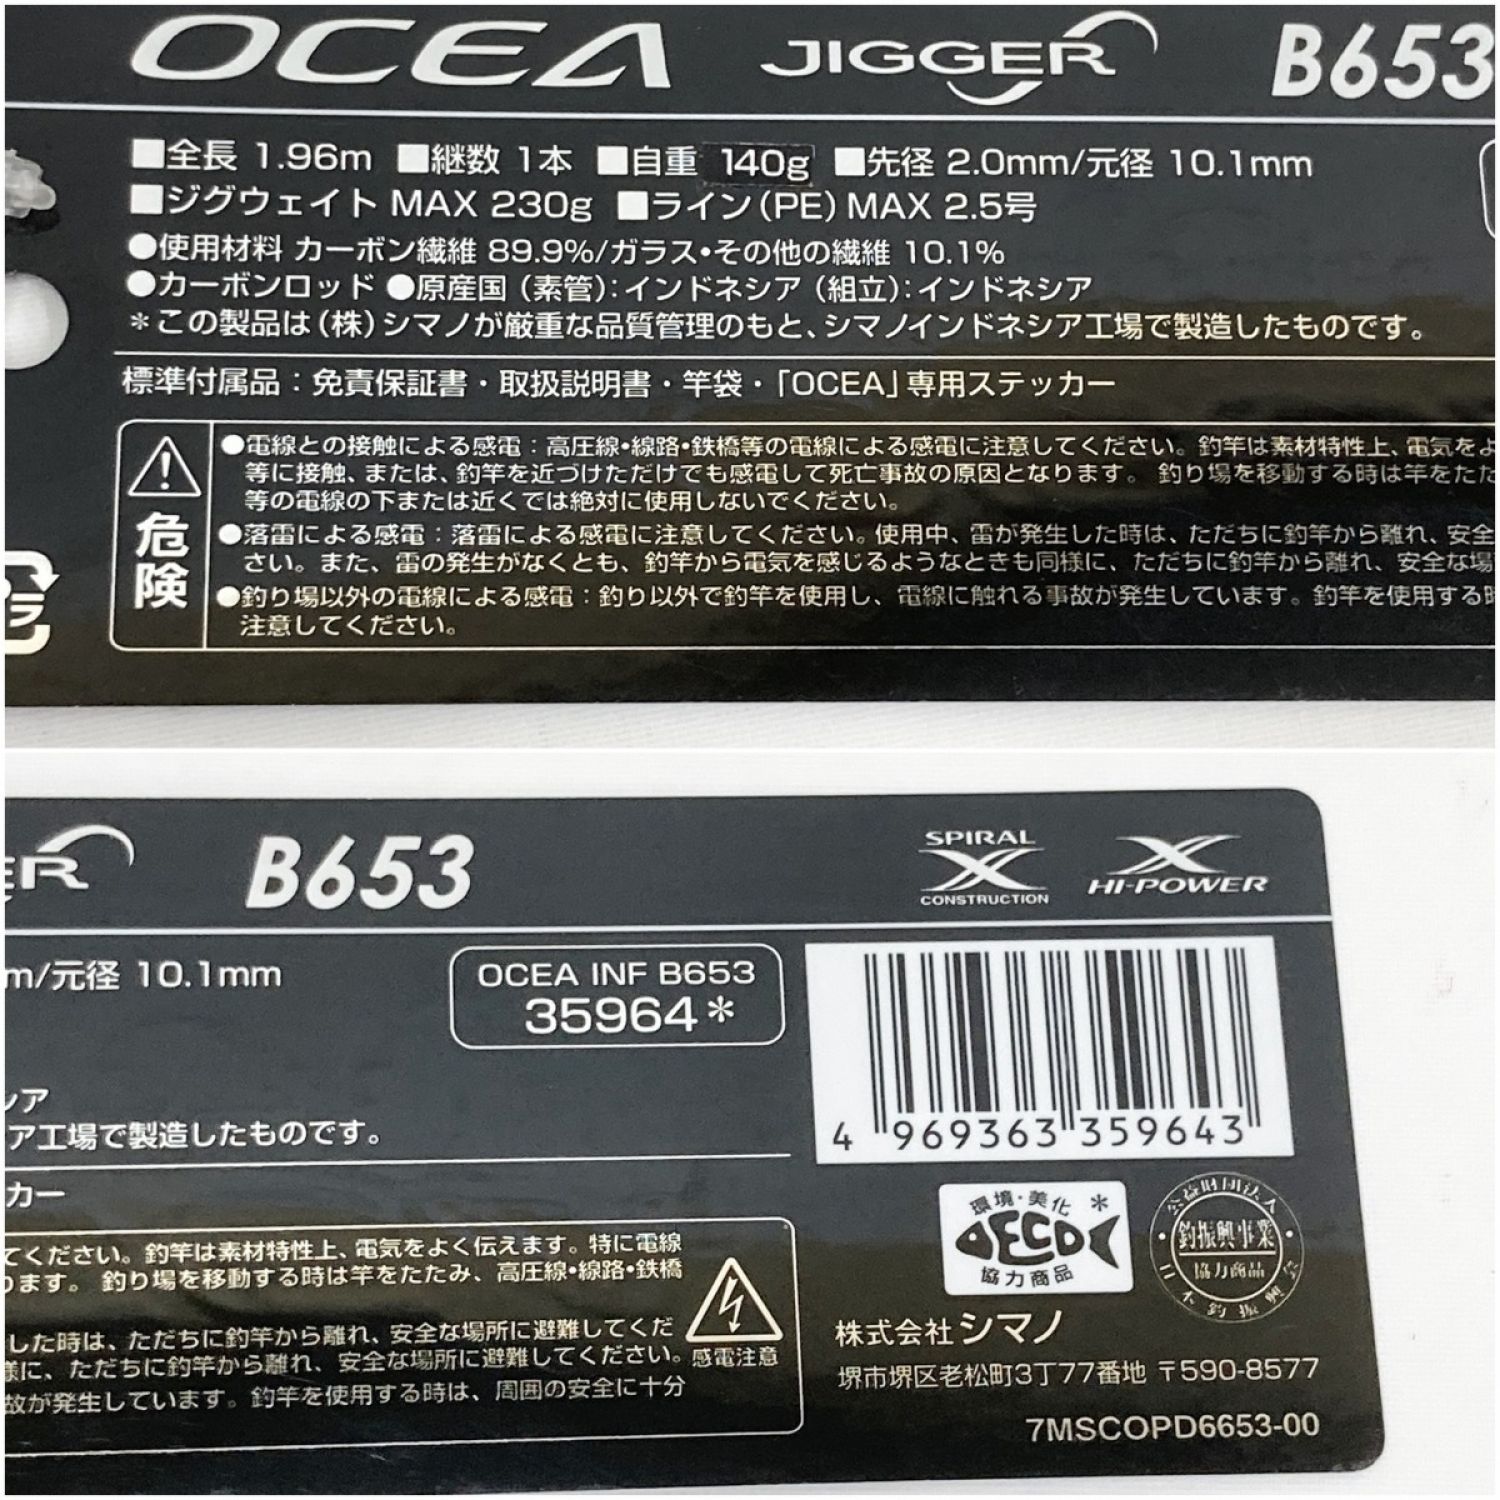 OCEA JIGGER B653
■全長 1.96m ■継数 1本 ■自重 140g ■先径 2.0mm/元径 10.1mm
■ジグウェイト MAX 230g ■ライン(PE) MAX 2.5号
●使用材料 カーボン繊維 89.9%/ガラス・その他の繊維 10.1%
●カーボンロッド ●原産国(素管):インドネシア(組立):インドネシア
＊この製品は(株)シマノが厳重な品質管理のもと、シマノインドネシア工場で製造したものです。
標準付属品:免責保証書・取扱説明書・竿袋・「OCEA」専用ステッカー
危険
●電線との接触による感電:高圧線・線路・鉄橋等の電線による感電に注意してください。釣竿は素材特性上、電気をよ
等に接触、または、釣竿を近づけただけでも感電して死亡事故の原因となります。 釣り場を移動する時は竿をたた
等の電線の下または近くでは絶対に使用しないでください。
●落雷による感電:落雷による感電に注意してください。使用中、雷が発生した時は、ただちに釣竿から離れ、安全
さい。また、雷の発生がなくとも、釣竿から電気を感じるようなときも同様に、ただちに釣竿から離れ、安全な場
●釣り場以外の電線による感電:釣り以外で釣竿を使用し、電線に触れる事故が発生しています。釣竿を使用する時
注意してください。
ラ
ER B653
SPIRAL X CONSTRUCTION
X HI-POWER
m/元径 10.1mm
OCEA INF B653
35964＊
4 969363 359643
シア
ア工場で製造したものです。
カー
てください。釣竿は素材特性上、電気をよく伝えます。特に電線
ります。 釣り場を移動する時は竿をたたみ、高圧線・線路・鉄橋
した時は、ただちに釣竿から離れ、安全な場所に避難してくだ
様に、ただちに釣竿から離れ、安全な場所に避難してください。
故が発生しています。釣竿を使用する時は、周囲の安全に十分
感電注意
環境・美化＊
ECO
協力商品
公益財団法人
釣振興事業
協力商品
日本釣振興会
株式会社シマノ
堺市堺区老松町3丁77番地 〒590-8577
7MSCOPD6653-00